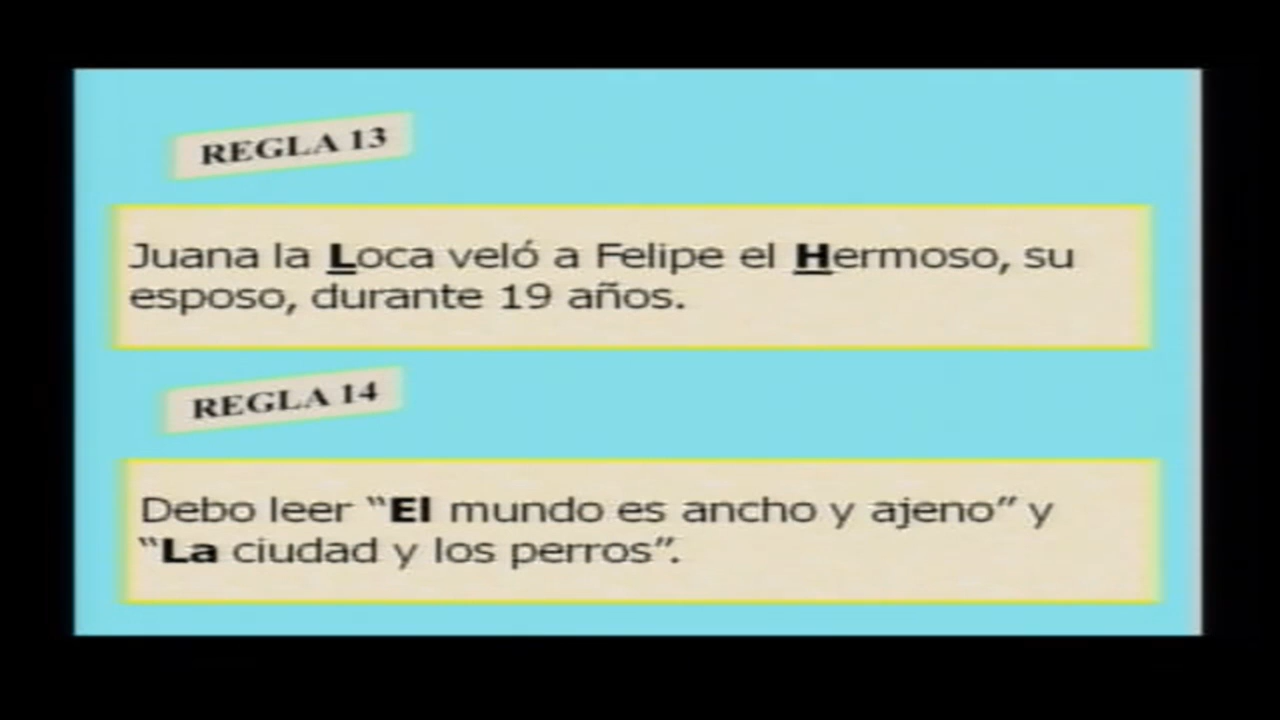 REGLA 13
Juana la Loca veló a Felipe el Hermoso, su
esposo, durante 19 años.
REGLA 14
Debo leer “El mundo es ancho y ajeno” y
“La ciudad y los perros”.